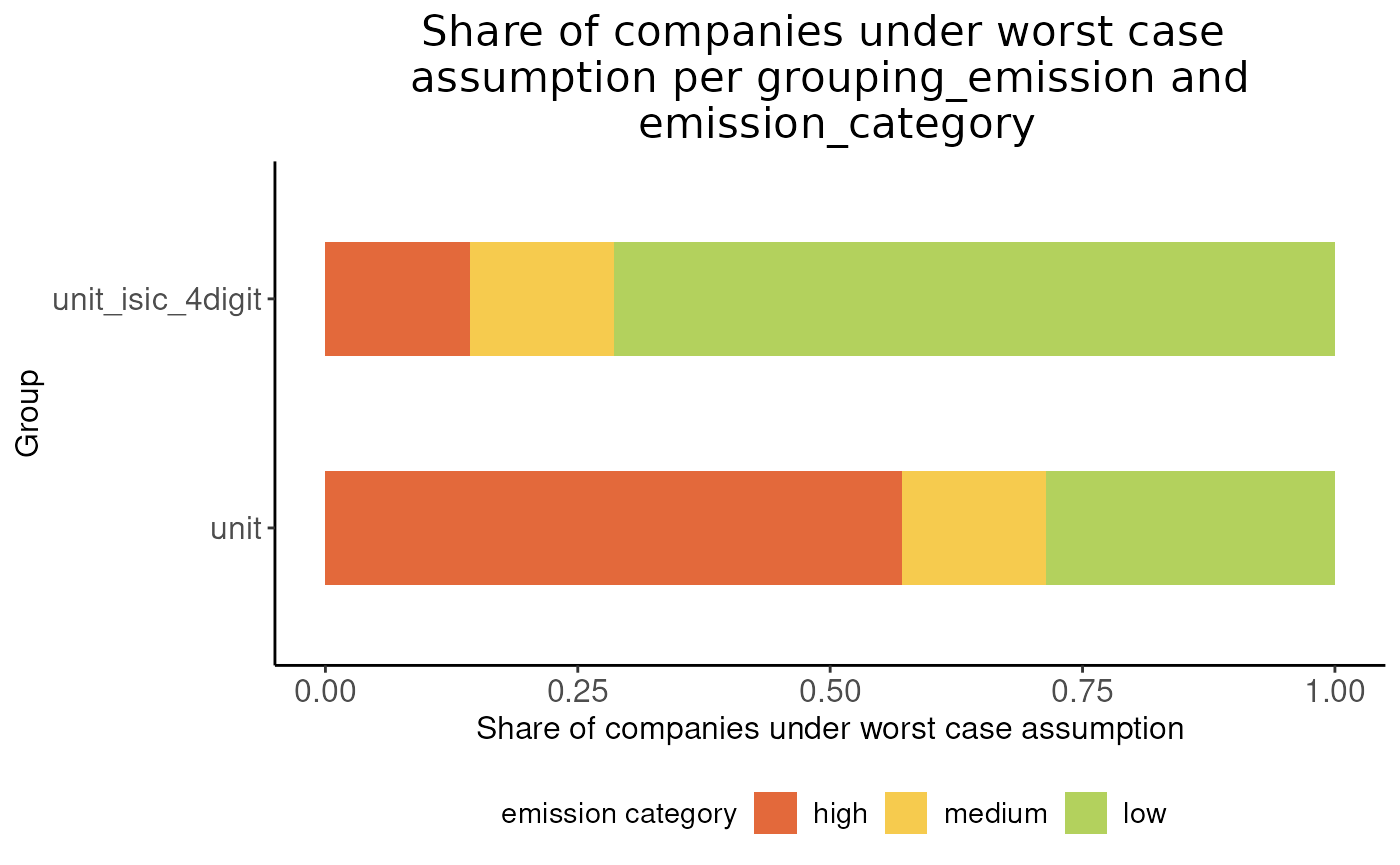 Share of companies under worst case
assumption per grouping_emission and
emission_category
unit_isic_4digit
Group
unit
0.00 0.25 0.50 0.75 1.00
Share of companies under worst case assumption
emission category high medium low